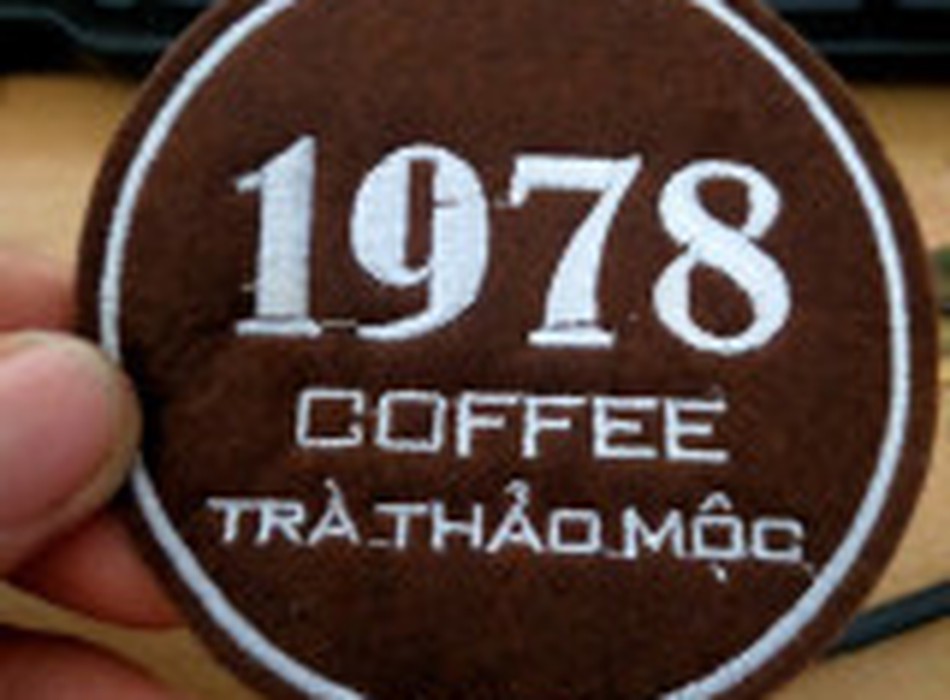 1978
COFFEE
TRÀ THẢO MỘC